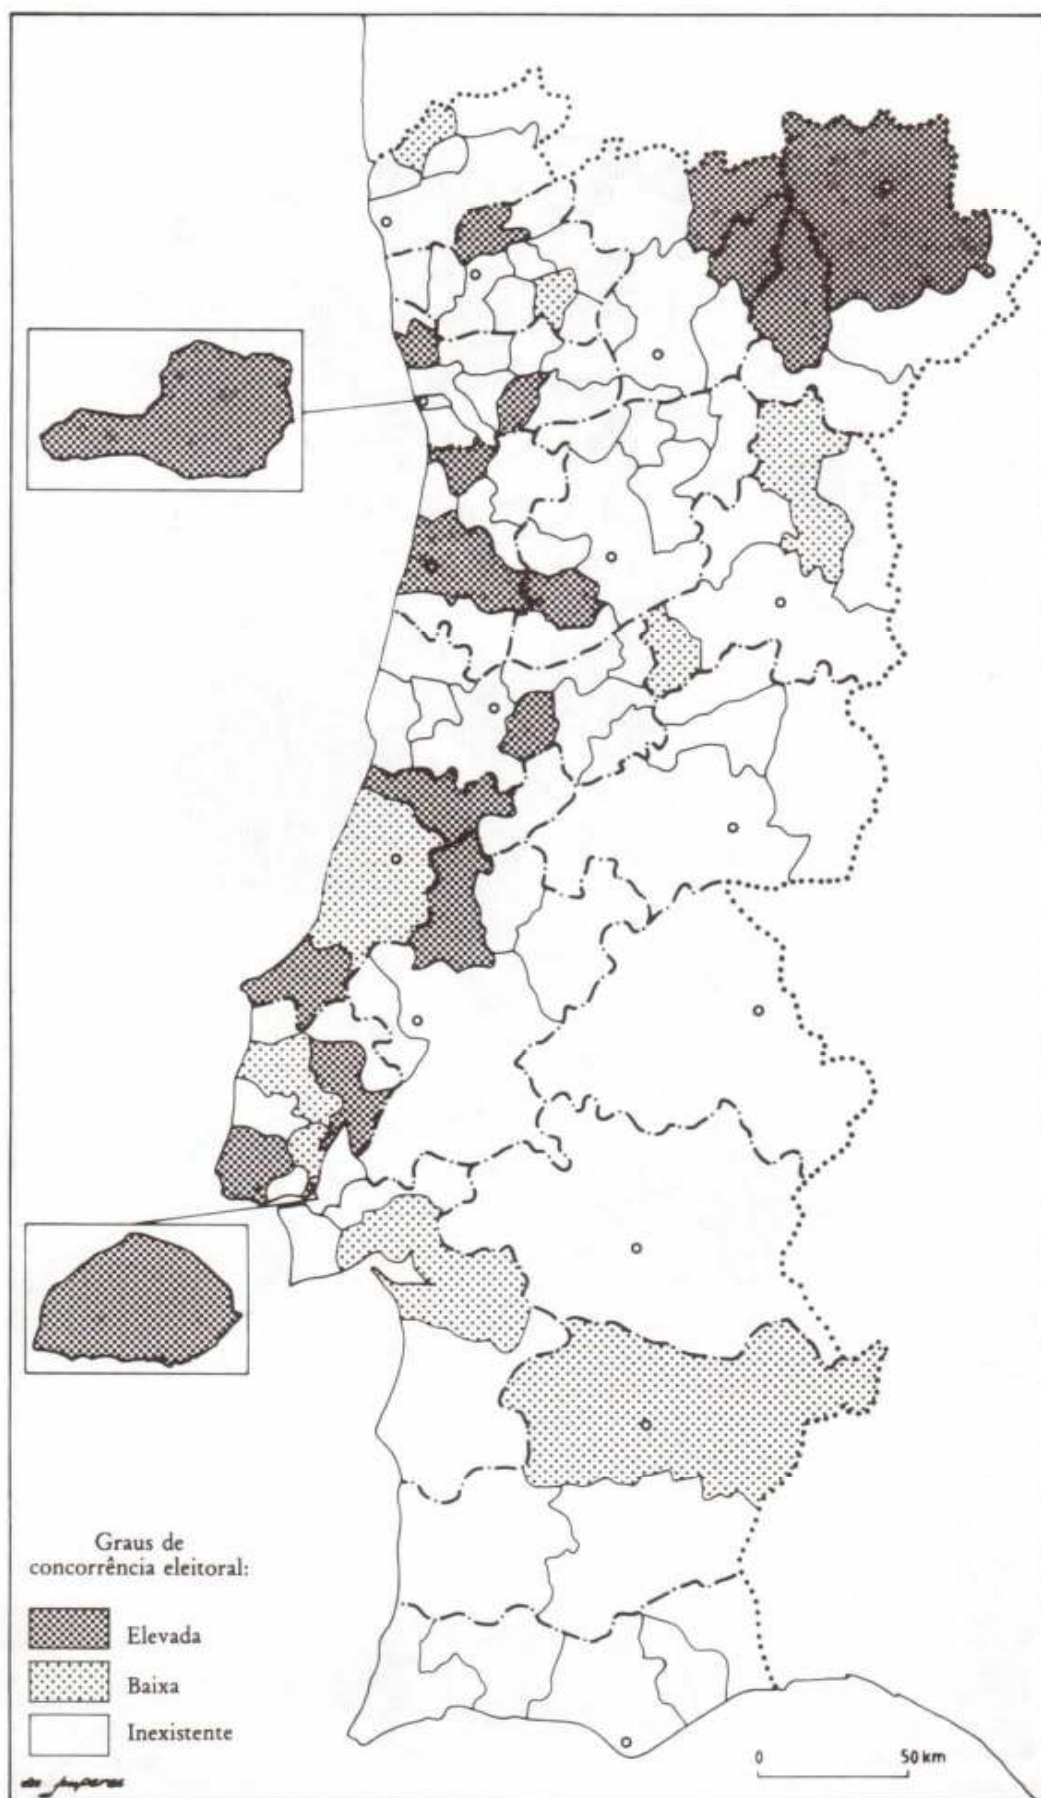 Graus de
concorrência eleitoral:
Elevada
Baixa
Inexistente
0 50 km